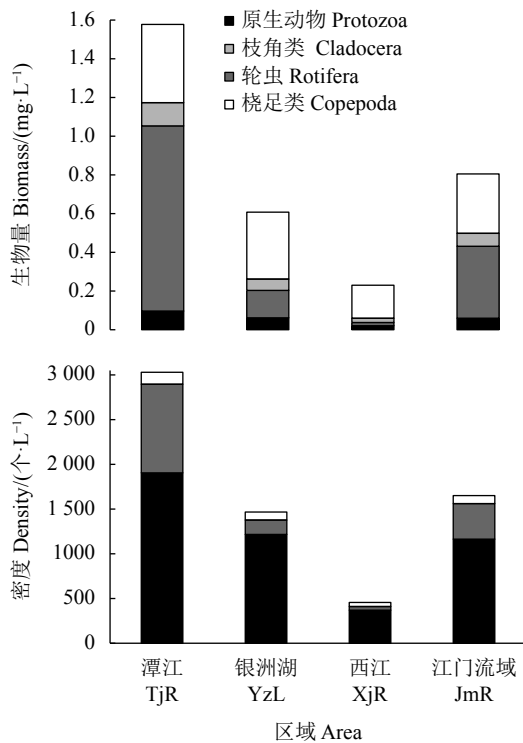 原生动物 Protozoa
枝角类 Cladocera
轮虫 Rotifera
桡足类 Copepoda
生物量 Biomass/(mg·L⁻¹)
1.6
1.4
1.2
1.0
0.8
0.6
0.4
0.2
0
密度 Density/(个·L⁻¹)
3 000
2 500
2 000
1 500
1000
500
0
潭江 银洲湖 西江 江门流域
TjR YzL XjR JmR
区域 Area